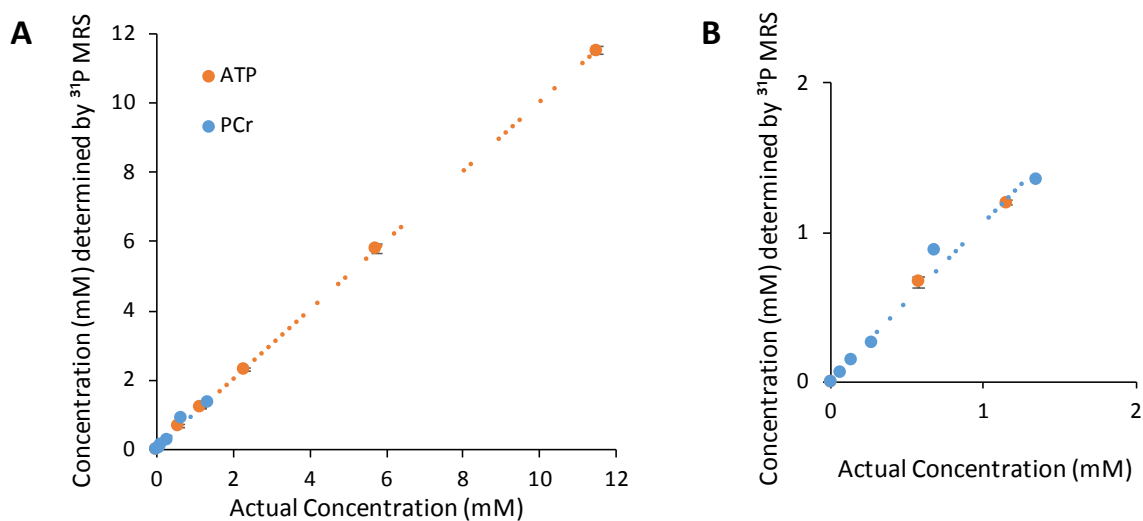 A
Concentration (mM) determined by ³¹P MRS
12
10
8
6
4
2
0
ATP
PCr
0 2 4 6 8 10 12
Actual Concentration (mM)
B
Concentration (mM) determined by ³¹P MRS
2
1
0
0 1 2
Actual Concentration (mM)